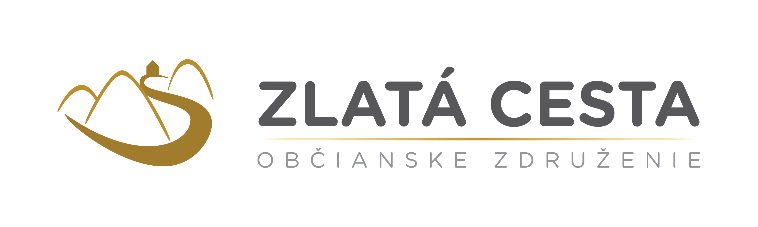 ZLATÁ CESTA
OBČIANSKE ZDRUŽENIE